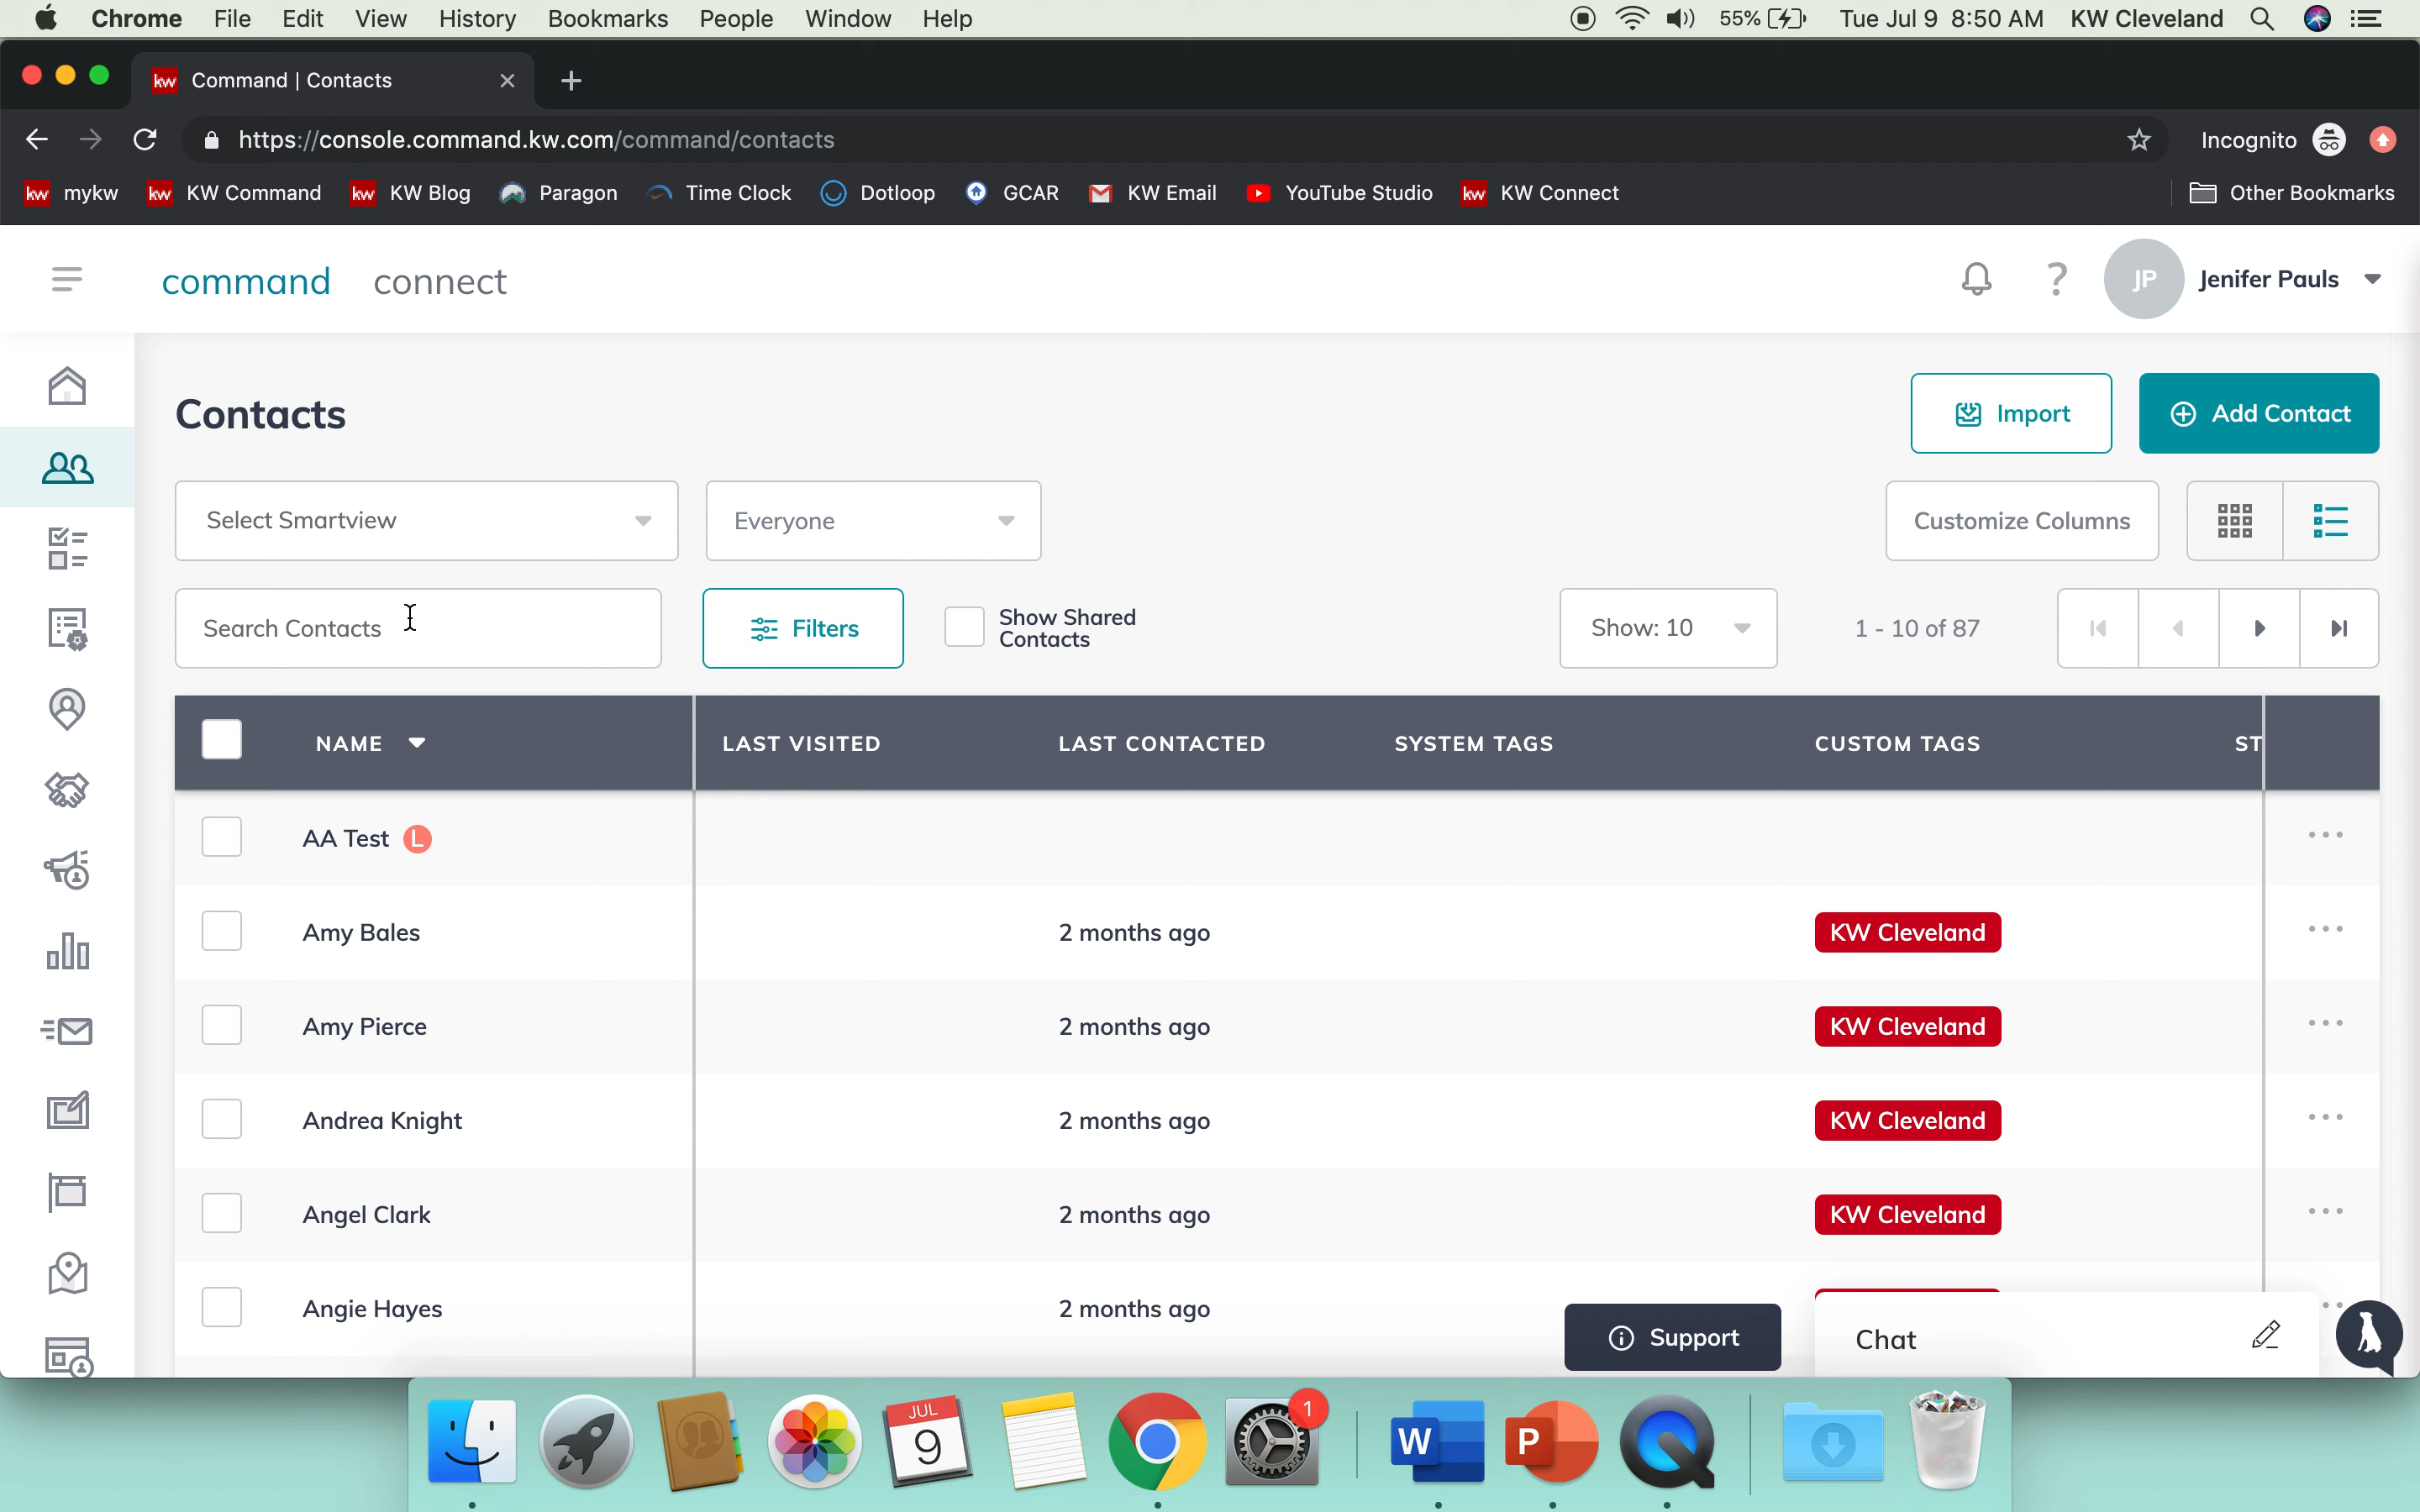 Chrome File Edit View History Bookmarks People Window Help 55% Tue Jul 9 8:50 AM KW Cleveland
kw Command | Contacts
https://console.command.kw.com/command/contacts Incognito
kw mykw kw KW Command kw KW Blog Paragon Time Clock Dotloop GCAR KW Email YouTube Studio kw KW Connect Other Bookmarks
command connect ? JP Jenifer Pauls
Contacts Import Add Contact
Select Smartview Everyone Customize Columns
Search Contacts Filters Show Shared Contacts Show: 10 1 - 10 of 87
NAME LAST VISITED LAST CONTACTED SYSTEM TAGS CUSTOM TAGS ST
AA Test L
Amy Bales 2 months ago KW Cleveland
Amy Pierce 2 months ago KW Cleveland
Andrea Knight 2 months ago KW Cleveland
Angel Clark 2 months ago KW Cleveland
Angie Hayes 2 months ago
Support Chat
JUL 9 1 W P